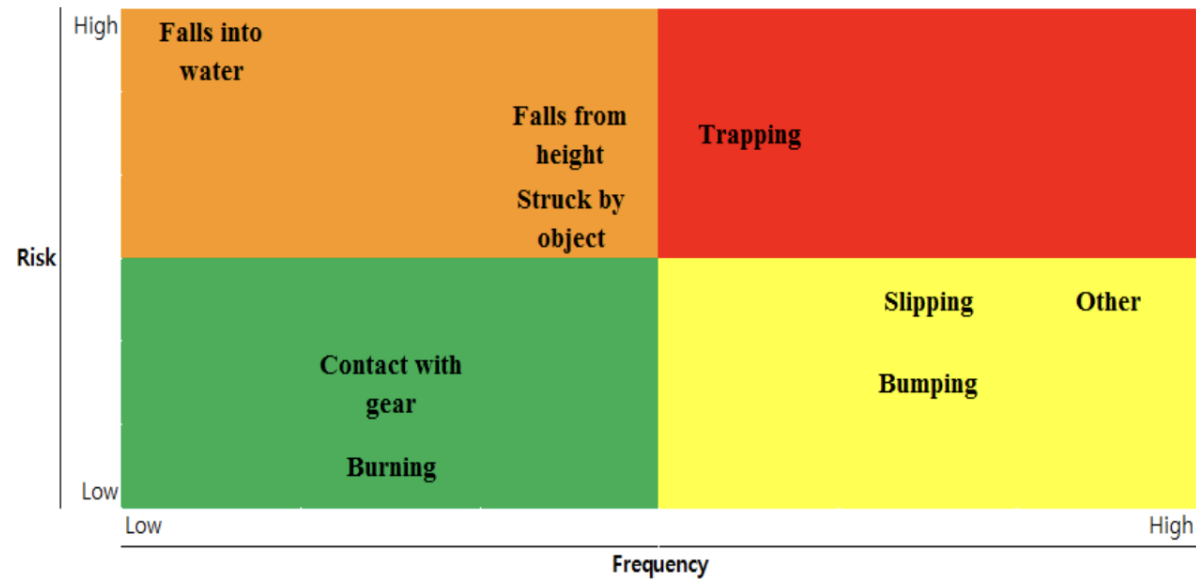 High
Falls into
water
Falls from
height
Trapping
Struck by
object
Risk
Slipping
Other
Contact with
gear
Bumping
Burning
Low
Low
High
Frequency